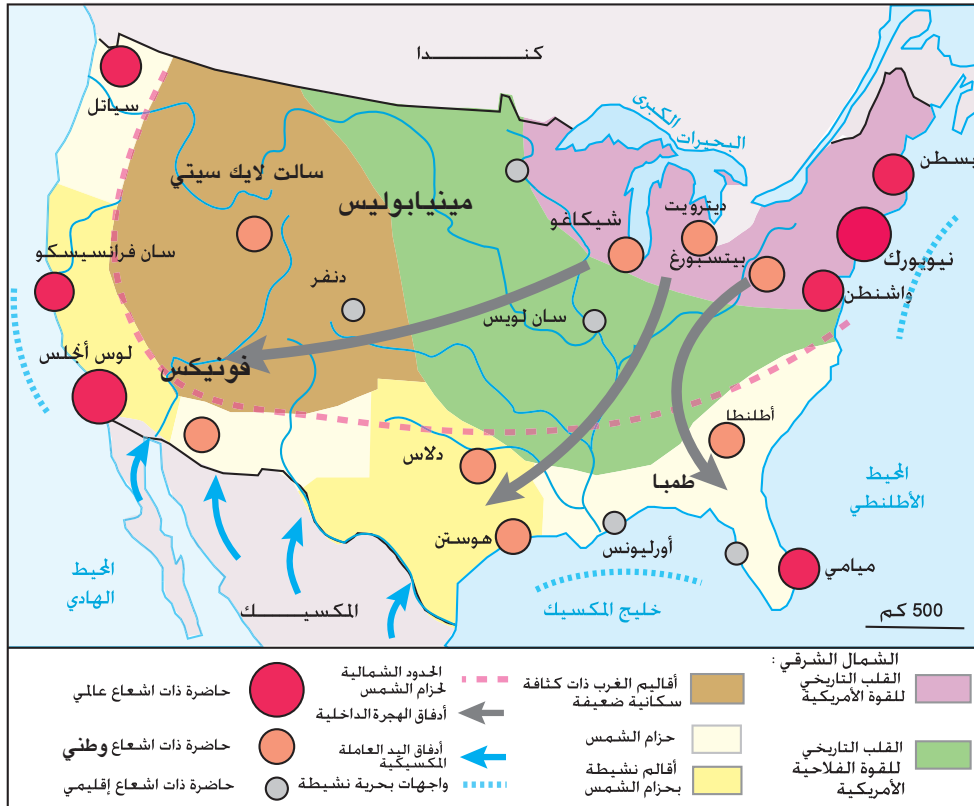 كنــــــــــدا
سياتل
البحيرات الكبرى
بسطن
سالت لايك سيتي
مينيابوليس
شيكاغو
ديترويت
بيتسبورغ
نيويورك
واشنطن
سان فرانسيسكو
دنفر
سان لويس
لوس أنجلس
فونيكس
أطلنطا
دلاس
طمبا
المحيط
الأطلنطي
هوستن
أورليونس
ميامي
المحيط
الهادي
المكسيــــــك
خليج المكسيك
500 كم
الشمال الشرقي :
القلب التاريخي
للقوة الأمريكية
القلب التاريخي
للقوة الفلاحية
الأمريكية
أقاليم الغرب ذات كثافة
سكانية ضعيفة
حزام الشمس
أقالم نشيطة
بحزام الشمس
الحدود الشمالية
لحزام الشمس
أدفاق الهجرة الداخلية
أدفاق اليد العاملة
المكسيكية
واجهات بحرية نشيطة
حاضرة ذات اشعاع عالمي
حاضرة ذات اشعاع وطني
حاضرة ذات اشعاع إقليمي